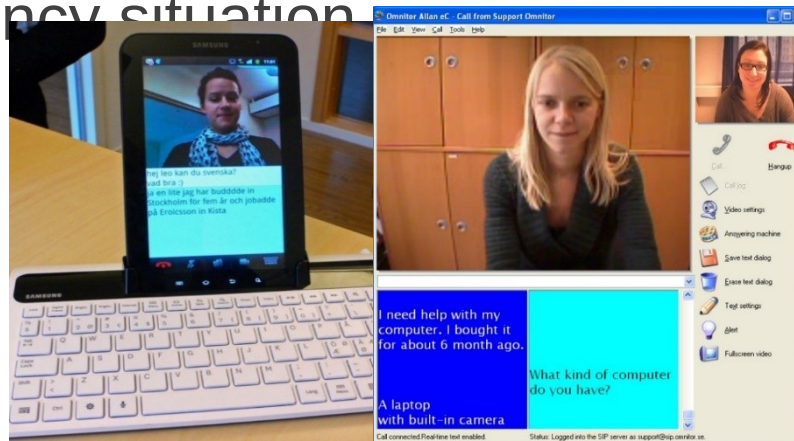 ncy situation
SAMSUNG
11:01
hej leo kan du svenska?
vad bra :)
ja en lite jag har budddde in
Stockholm for fem år och jobadde
på Eroicsson in Kista
SAMSUNG
Omnitor Allan eC - Call from Support Omnitor
File Edit View Call Tools Help
Call...
Hangup
Call log
Video settings
Answering machine
Save text dialog
Erase text dialog
Text settings
Alert
Fullscreen video
I need help with my
computer. I bought it
for about 6 month ago.
A laptop
with built-in camera
What kind of computer
do you have?
Call connected.Real-time text enabled.
Status: Logged into the SIP server as support@sip.omnitor.se.